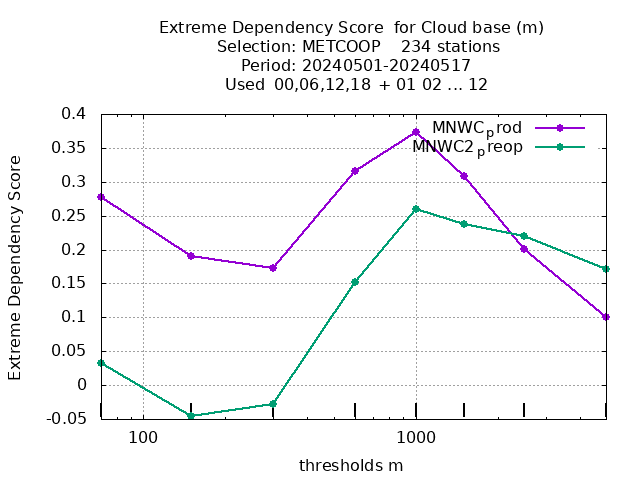 Extreme Dependency Score  for Cloud base (m)
Selection: METCOOP    234 stations
Period: 20240501-20240517
Used  00,06,12,18 + 01 02 ... 12
Extreme Dependency Score
0.4
0.35
0.3
0.25
0.2
0.15
0.1
0.05
0
-0.05
MNWCprod
MNWC2preop
100
1000
thresholds m